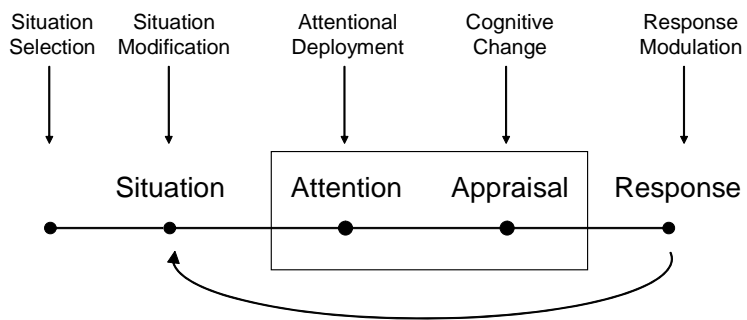 Situation
Selection
Situation
Modification
Attentional
Deployment
Cognitive
Change
Response
Modulation
Situation
Attention
Appraisal
Response